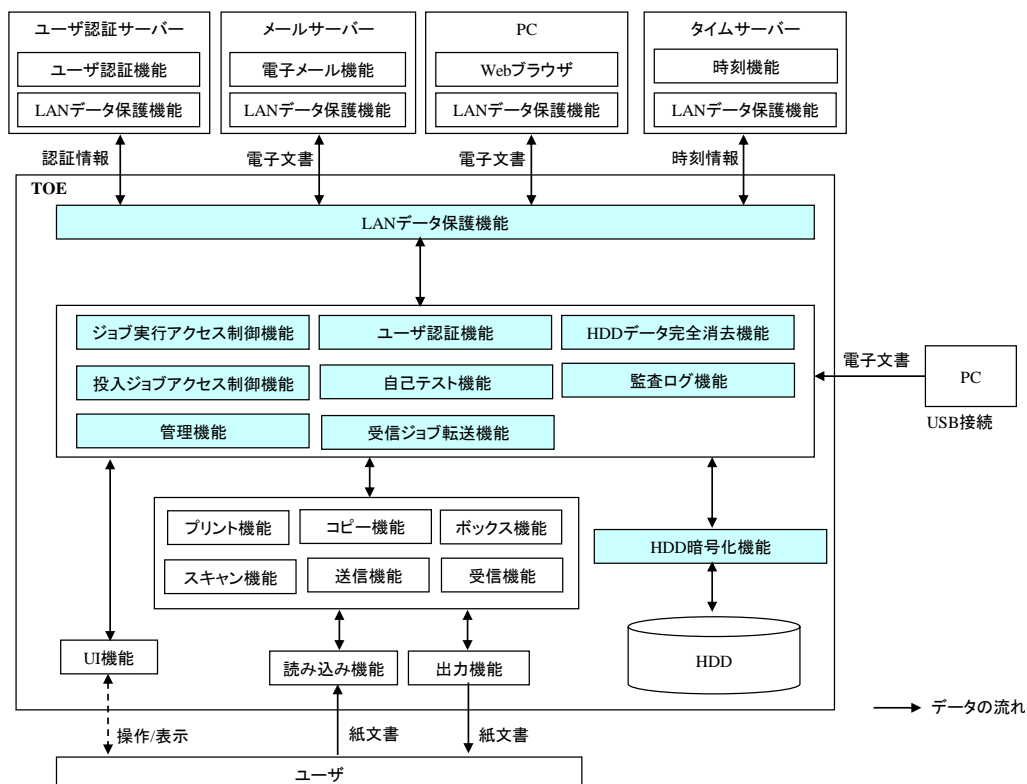 ユーザ認証サーバー
メールサーバー
PC
タイムサーバー
ユーザ認証機能
電子メール機能
Webブラウザ
時刻機能
LANデータ保護機能
LANデータ保護機能
LANデータ保護機能
LANデータ保護機能
認証情報
電子文書
電子文書
時刻情報
TOE
LANデータ保護機能
ジョブ実行アクセス制御機能
ユーザ認証機能
HDDデータ完全消去機能
投入ジョブアクセス制御機能
自己テスト機能
監査ログ機能
管理機能
受信ジョブ転送機能
電子文書
PC
USB接続
プリント機能
コピー機能
ボックス機能
スキャン機能
送信機能
受信機能
HDD暗号化機能
HDD
UI機能
読み込み機能
出力機能
データの流れ
操作/表示
紙文書
紙文書
ユーザ